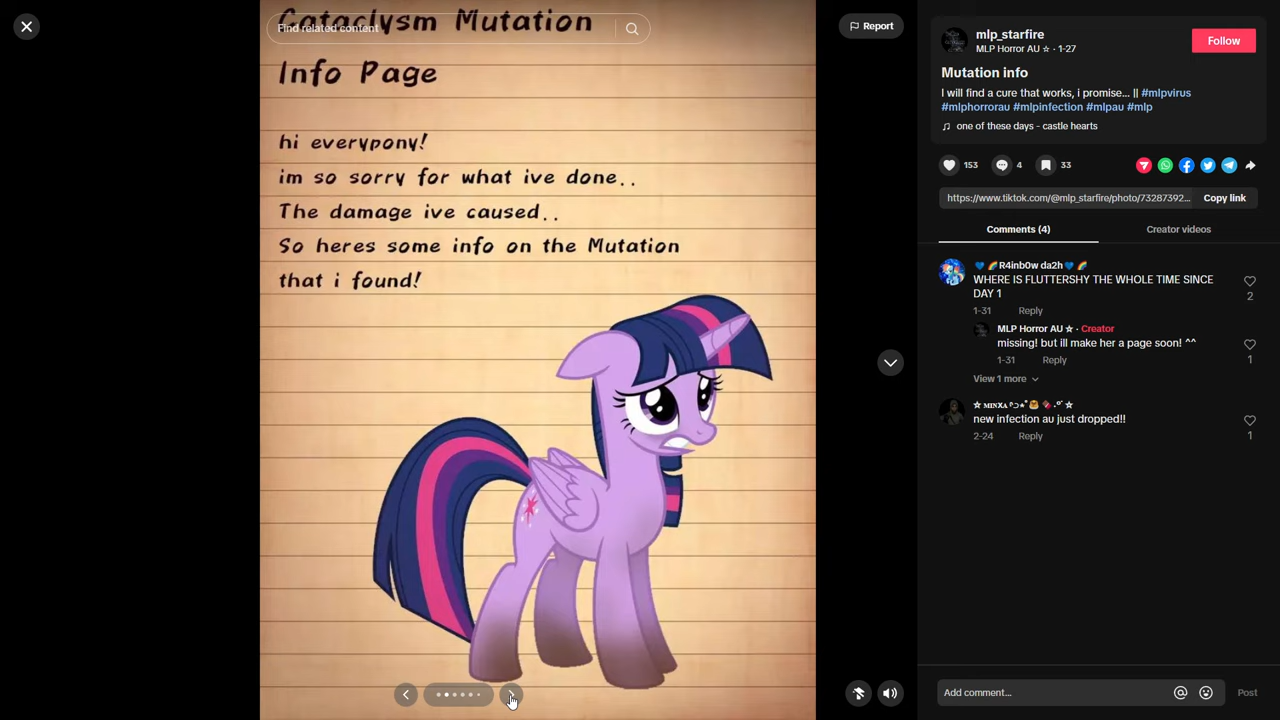 Cataclysm Mutation
Find related content
Info Page
hi everypony!
im so sorry for what ive done..
The damage ive caused..
So heres some info on the Mutation
that i found!
Report
mlp_starfire
MLP Horror AU ☆ · 1-27
Follow
Mutation info
I will find a cure that works, i promise... || #mlpvirus
#mlphorrorau #mlpinfection #mlpau #mlp
one of these days - castle hearts
153
4
33
https://www.tiktok.com/@mlp_starfire/photo/73287392...
Copy link
Comments (4)
Creator videos
💙🌈R4inb0w da2h💙🌈
WHERE IS FLUTTERSHY THE WHOLE TIME SINCE
DAY 1
2
1-31
Reply
MLP Horror AU ☆ · Creator
missing! but ill make her a page soon! ^^
1
1-31
Reply
View 1 more
☆ ᴍɪɴxᴀ
new infection au just dropped!!
1
2-24
Reply
Add comment...
Post